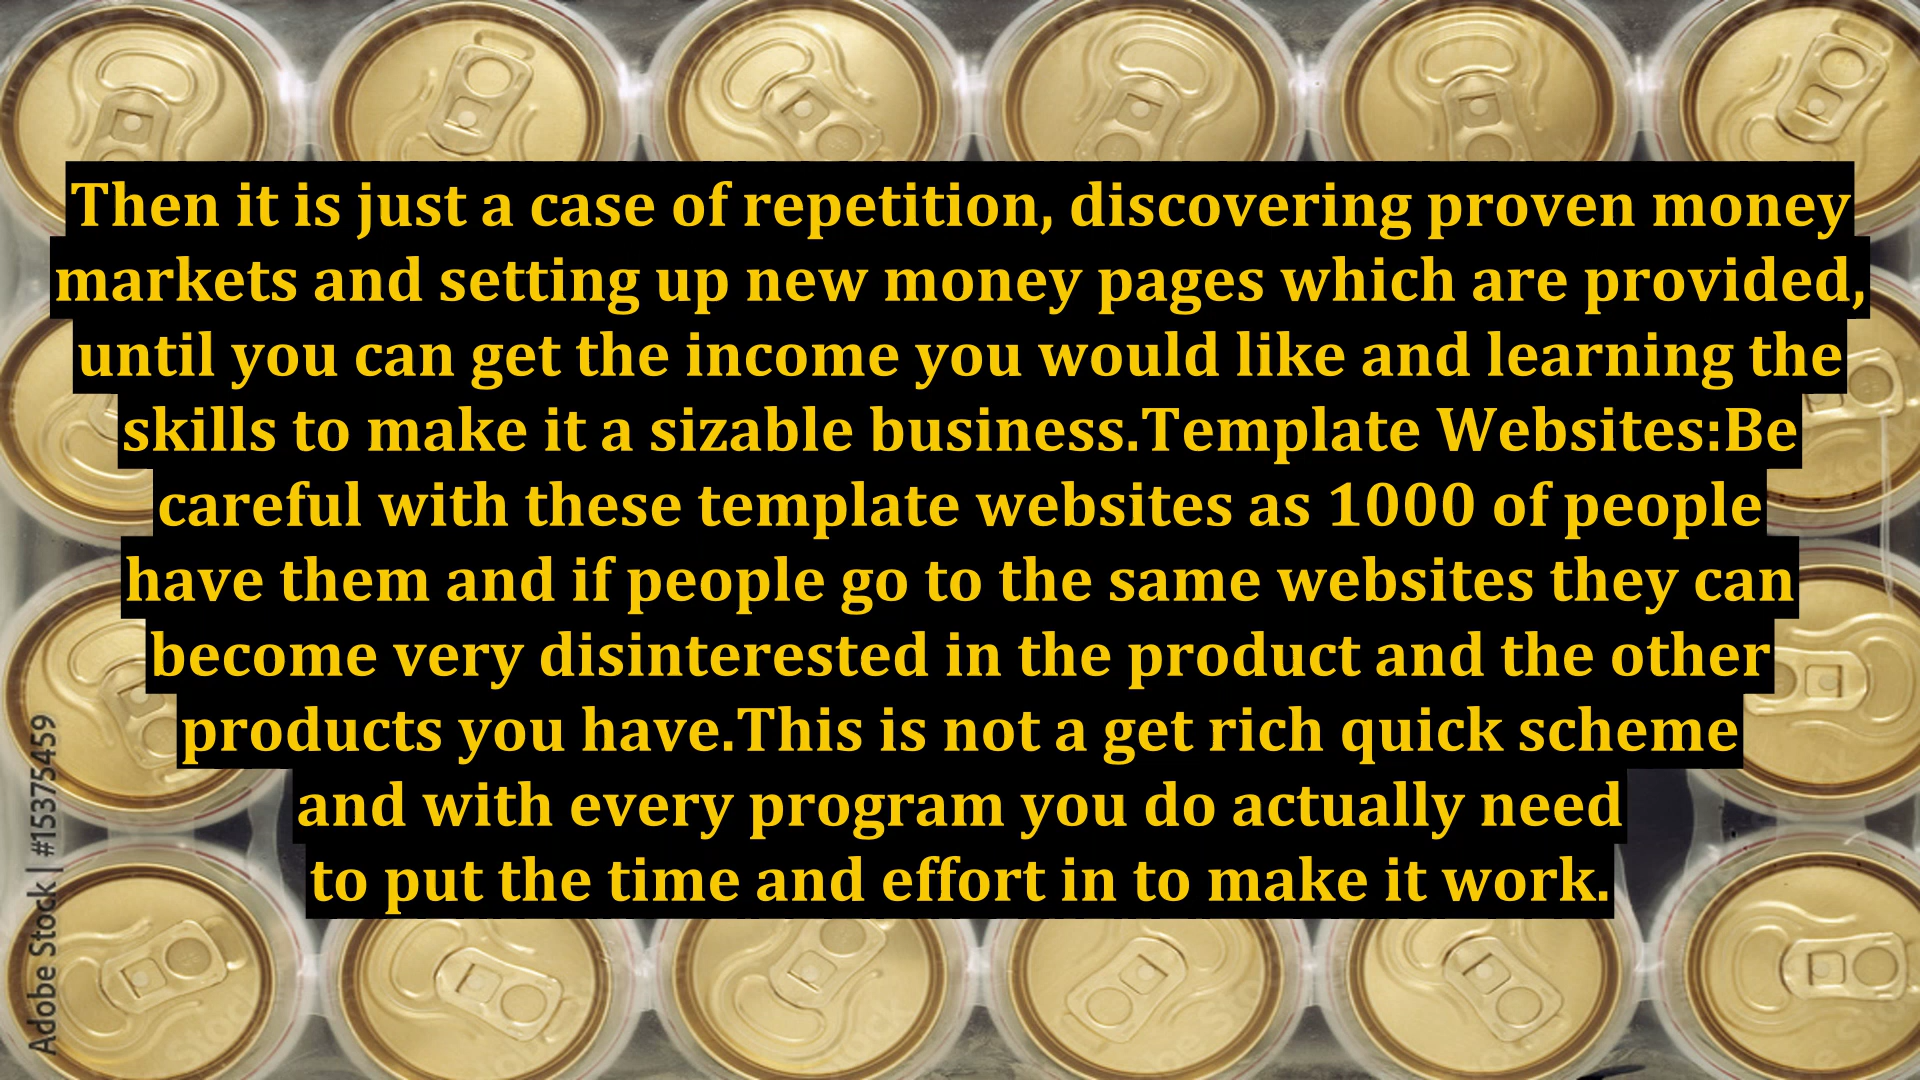 Then it is just a case of repetition, discovering proven money
markets and setting up new money pages which are provided,
until you can get the income you would like and learning the
skills to make it a sizable business.Template Websites:Be
careful with these template websites as 1000 of people
have them and if people go to the same websites they can
become very disinterested in the product and the other
products you have.This is not a get rich quick scheme
and with every program you do actually need
to put the time and effort in to make it work.
Adobe Stock | #153754459